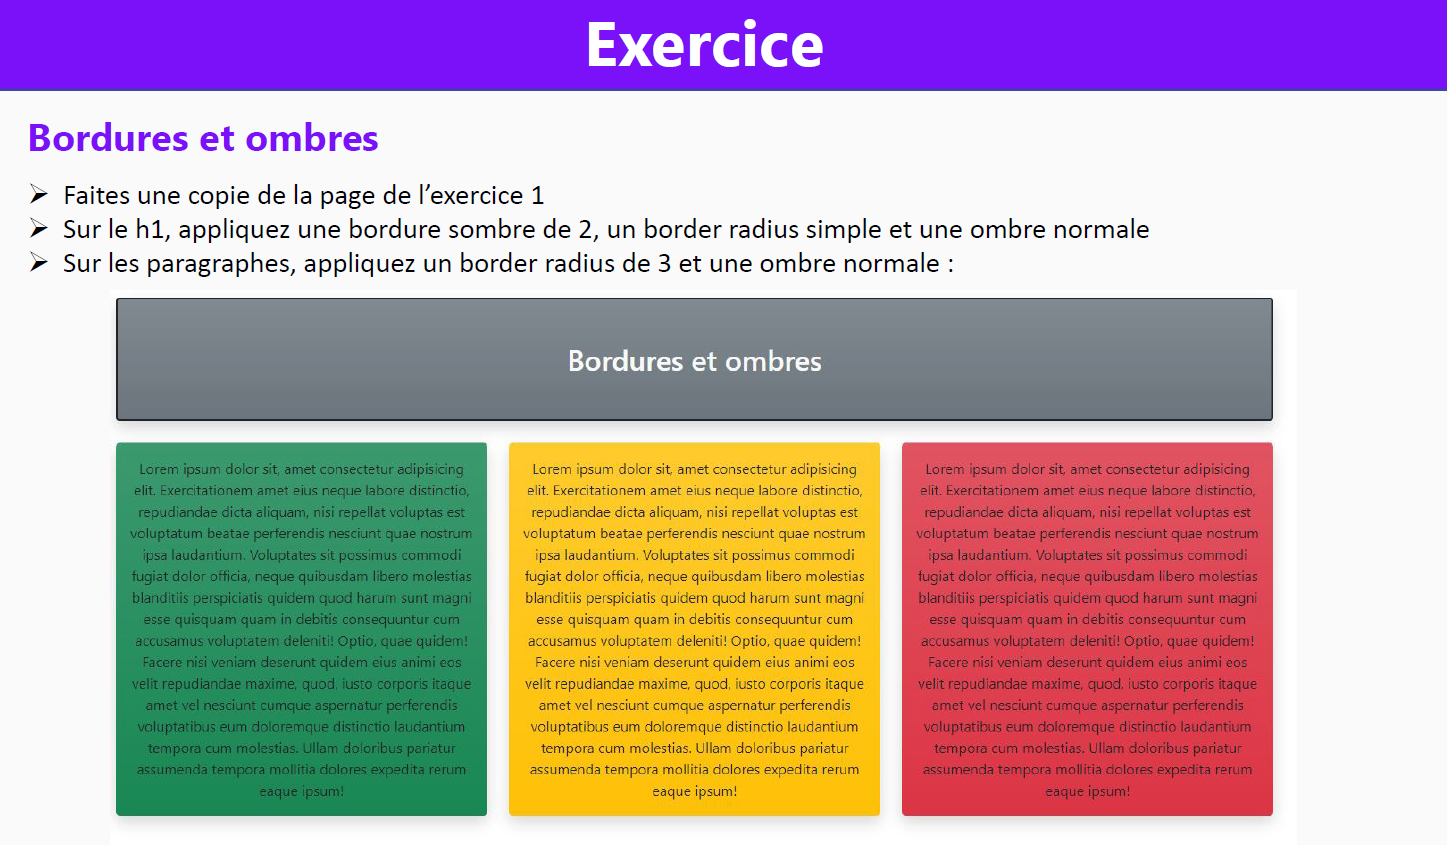 Exercice
Bordures et ombres
➢ Faites une copie de la page de l’exercice 1
➢ Sur le h1, appliquez une bordure sombre de 2, un border radius simple et une ombre normale
➢ Sur les paragraphes, appliquez un border radius de 3 et une ombre normale :
Bordures et ombres
Lorem ipsum dolor sit, amet consectetur adipisicing
elit. Exercitationem amet eius neque labore distinctio,
repudiandae dicta aliquam, nisi repellat voluptas est
voluptatum beatae perferendis nesciunt quae nostrum
ipsa laudantium. Voluptates sit possimus commodi
fugiat dolor officia, neque quibusdam libero molestias
blanditiis perspiciatis quidem quod harum sunt magni
esse quisquam quam in debitis consequuntur cum
accusamus voluptatem deleniti! Optio, quae quidem!
Facere nisi veniam deserunt quidem eius animi eos
velit repudiandae maxime, quod, iusto corporis itaque
amet vel nesciunt cumque aspernatur perferendis
voluptatibus eum doloremque distinctio laudantium
tempora cum molestias. Ullam doloribus pariatur
assumenda tempora mollitia dolores expedita rerum
eaque ipsum!
Lorem ipsum dolor sit, amet consectetur adipisicing
elit. Exercitationem amet eius neque labore distinctio,
repudiandae dicta aliquam, nisi repellat voluptas est
voluptatum beatae perferendis nesciunt quae nostrum
ipsa laudantium. Voluptates sit possimus commodi
fugiat dolor officia, neque quibusdam libero molestias
blanditiis perspiciatis quidem quod harum sunt magni
esse quisquam quam in debitis consequuntur cum
accusamus voluptatem deleniti! Optio, quae quidem!
Facere nisi veniam deserunt quidem eius animi eos
velit repudiandae maxime, quod, iusto corporis itaque
amet vel nesciunt cumque aspernatur perferendis
voluptatibus eum doloremque distinctio laudantium
tempora cum molestias. Ullam doloribus pariatur
assumenda tempora mollitia dolores expedita rerum
eaque ipsum!
Lorem ipsum dolor sit, amet consectetur adipisicing
elit. Exercitationem amet eius neque labore distinctio,
repudiandae dicta aliquam, nisi repellat voluptas est
voluptatum beatae perferendis nesciunt quae nostrum
ipsa laudantium. Voluptates sit possimus commodi
fugiat dolor officia, neque quibusdam libero molestias
blanditiis perspiciatis quidem quod harum sunt magni
esse quisquam quam in debitis consequuntur cum
accusamus voluptatem deleniti! Optio, quae quidem!
Facere nisi veniam deserunt quidem eius animi eos
velit repudiandae maxime, quod, iusto corporis itaque
amet vel nesciunt cumque aspernatur perferendis
voluptatibus eum doloremque distinctio laudantium
tempora cum molestias. Ullam doloribus pariatur
assumenda tempora mollitia dolores expedita rerum
eaque ipsum!